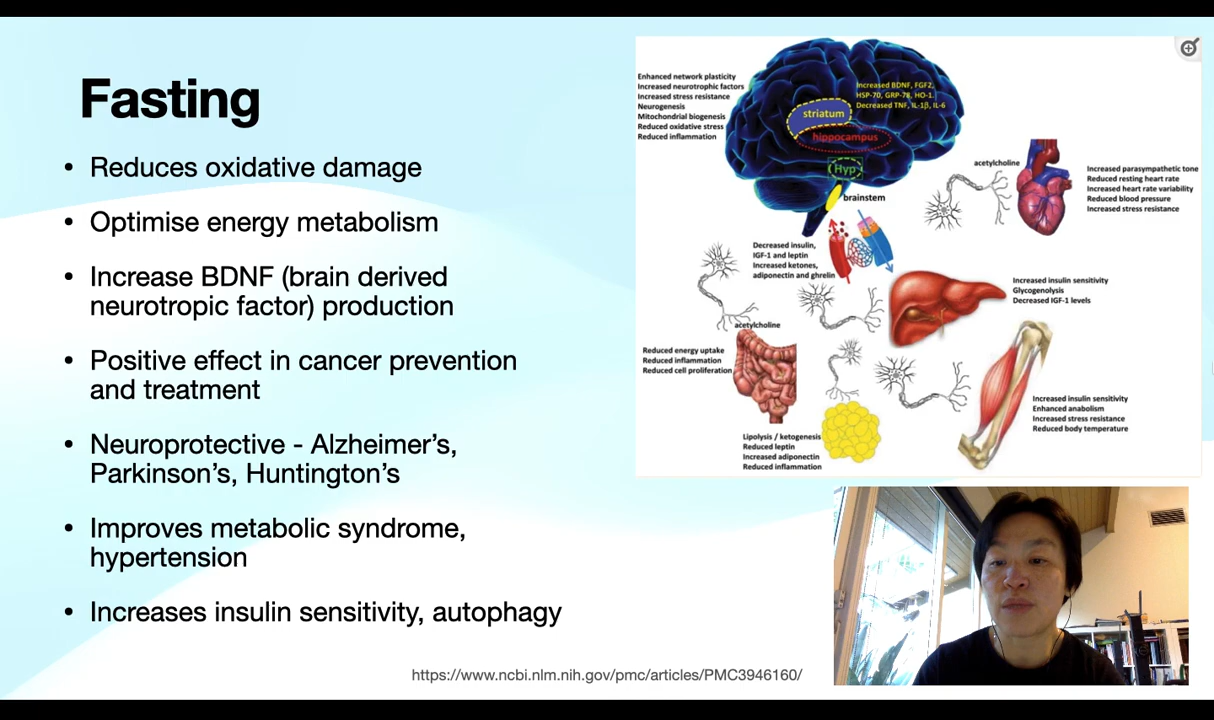 Fasting
• Reduces oxidative damage
• Optimise energy metabolism
• Increase BDNF (brain derived
neurotropic factor) production
• Positive effect in cancer prevention
and treatment
• Neuroprotective - Alzheimer's,
Parkinson's, Huntington's
• Improves metabolic syndrome,
hypertension
• Increases insulin sensitivity, autophagy
Enhanced network plasticity
Increased neurotrophic factors
Increased stress resistance
Neurogenesis
Mitochondrial biogenesis
Reduced oxidative stress
Reduced inflammation
Increased BDNF, FGF2,
HSP-70, GRP-78, HO-1.
Decreased TNF, IL-1β, IL-6
striatum
hippocampus
Hyp
brainstem
acetylcholine
Increased parasympathetic tone
Reduced resting heart rate
Increased heart rate variability
Reduced blood pressure
Increased stress resistance
Decreased insulin,
IGF-1 and leptin
Increased ketones,
adiponectin and ghrelin
Increased insulin sensitivity
Glycogenolysis
Decreased IGF-1 levels
acetylcholine
Reduced energy uptake
Reduced inflammation
Reduced cell proliferation
Increased insulin sensitivity
Enhanced anabolism
Increased stress resistance
Reduced body temperature
Lipolysis / ketogenesis
Reduced leptin
Increased adiponectin
Reduced inflammation
https://www.ncbi.nlm.nih.gov/pmc/articles/PMC3946160/